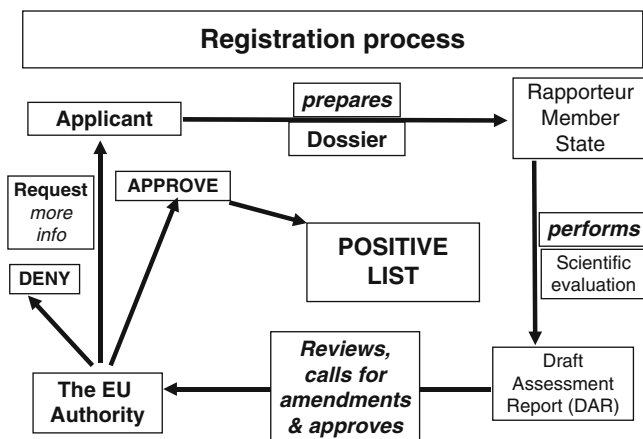 Registration process
prepares
Applicant
Dossier
Rapporteur
Member
State
Request
more
info
APPROVE
POSITIVE
LIST
performs
Scientific
evaluation
DENY
The EU
Authority
Reviews,
calls for
amendments
& approves
Draft
Assessment
Report (DAR)